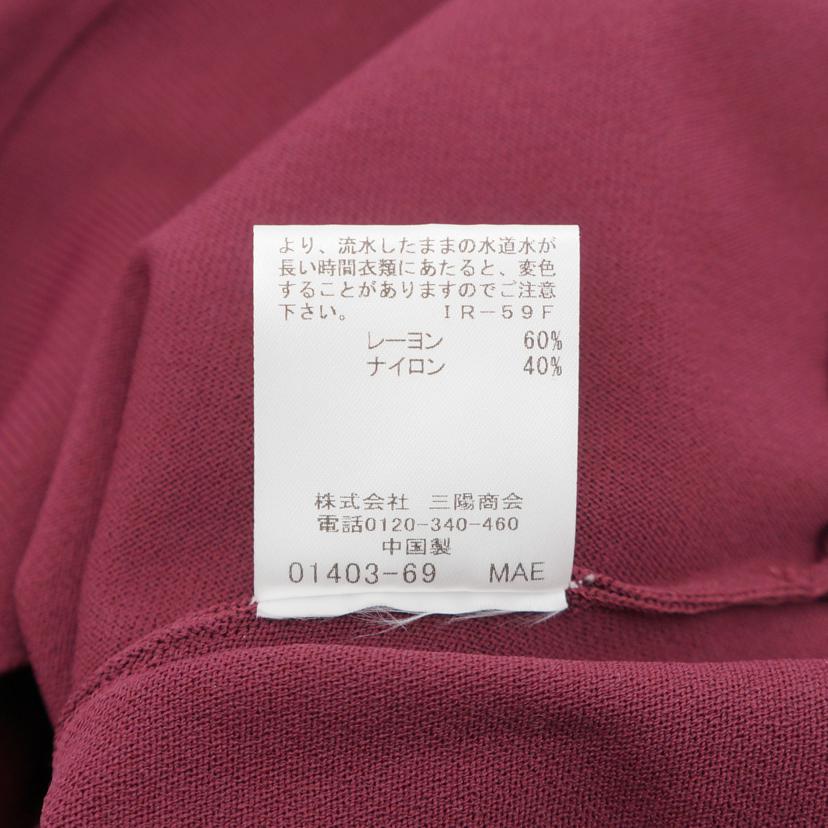 より、流水したままの水道水が
長い時間衣類にあたると、変色
することがありますのでご注意
下さい。 IR-59F
レーヨン 60%
ナイロン 40%
株式会社 三陽商会
電話0120-340-460
中国製
01403-69 MAE